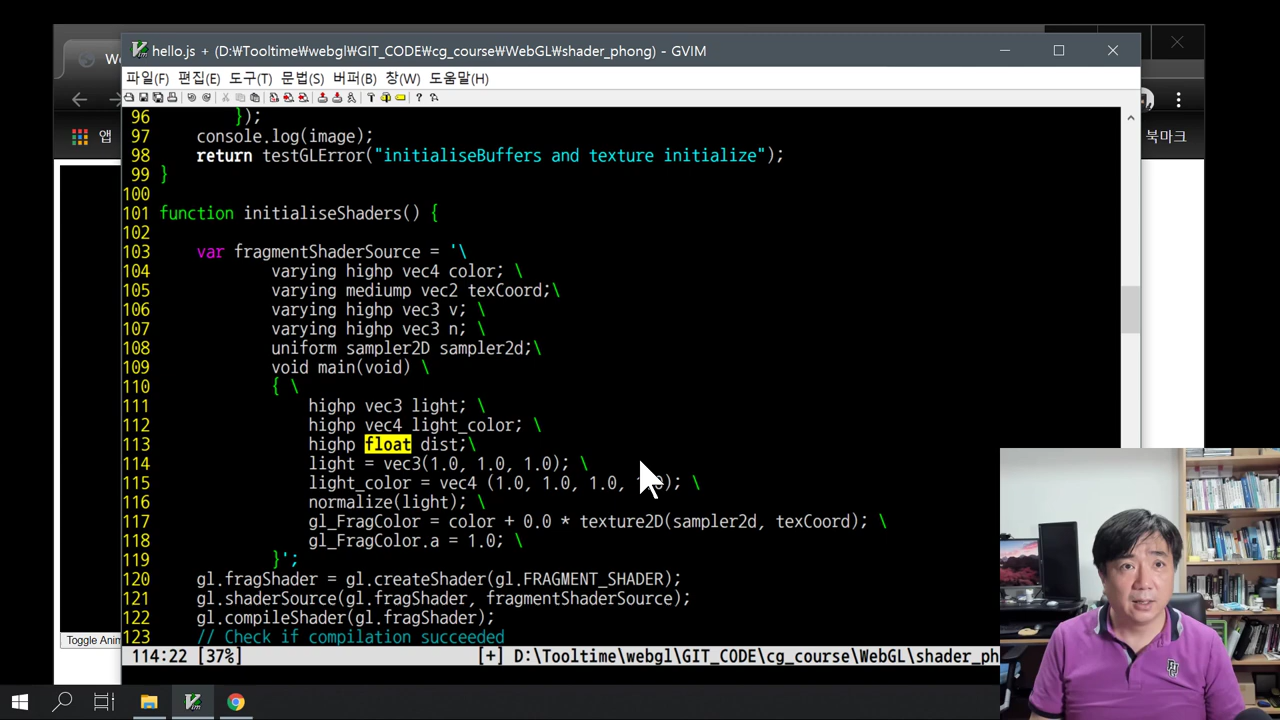 hello.js + (D:₩Tooltime₩webgl₩GIT_CODE₩cg_course₩WebGL₩shader_phong) - GVIM
파일(F) 편집(E) 도구(T) 문법(S) 버퍼(B) 창(W) 도움말(H)
앱
북마크
96 });
97 console.log(image);
98 return testGLError("initialiseBuffers and texture initialize");
99 }
100
101 function initialiseShaders() {
102
103 var fragmentShaderSource = '\
104 varying highp vec4 color; \
105 varying mediump vec2 texCoord;\
106 varying highp vec3 v; \
107 varying highp vec3 n; \
108 uniform sampler2D sampler2d;\
109 void main(void) \
110 { \
111 highp vec3 light; \
112 highp vec4 light_color; \
113 highp float dist;\
114 light = vec3(1.0, 1.0, 1.0); \
115 light_color = vec4 (1.0, 1.0, 1.0, 1.0); \
116 normalize(light); \
117 gl_FragColor = color + 0.0 * texture2D(sampler2d, texCoord); \
118 gl_FragColor.a = 1.0; \
119 }';
120 gl.fragShader = gl.createShader(gl.FRAGMENT_SHADER);
121 gl.shaderSource(gl.fragShader, fragmentShaderSource);
122 gl.compileShader(gl.fragShader);
123 // Check if compilation succeeded
Toggle Anim
114:22 [37%] [+] D:\Tooltime\webgl\GIT_CODE\cg_course\WebGL\shader_ph